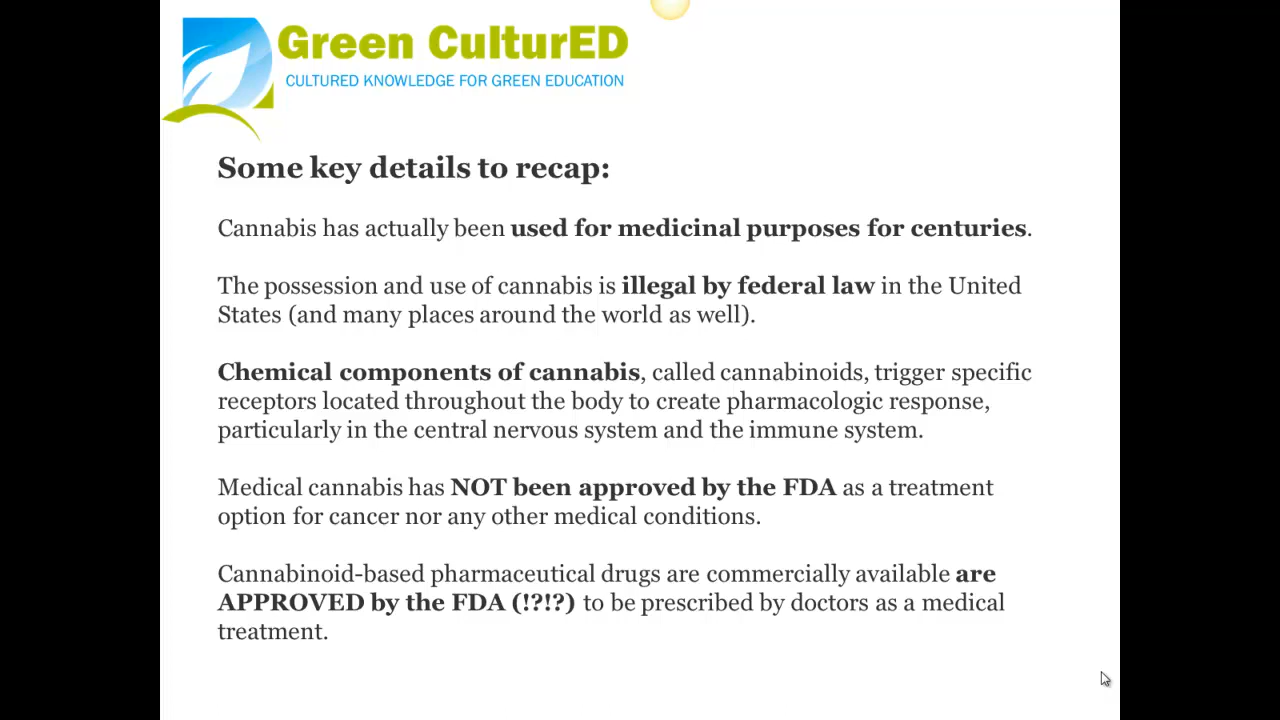 Green CulturED
CULTURED KNOWLEDGE FOR GREEN EDUCATION
Some key details to recap:
Cannabis has actually been used for medicinal purposes for centuries.
The possession and use of cannabis is illegal by federal law in the United
States (and many places around the world as well).
Chemical components of cannabis, called cannabinoids, trigger specific
receptors located throughout the body to create pharmacologic response,
particularly in the central nervous system and the immune system.
Medical cannabis has NOT been approved by the FDA as a treatment
option for cancer nor any other medical conditions.
Cannabinoid-based pharmaceutical drugs are commercially available are
APPROVED by the FDA (!?!?) to be prescribed by doctors as a medical
treatment.